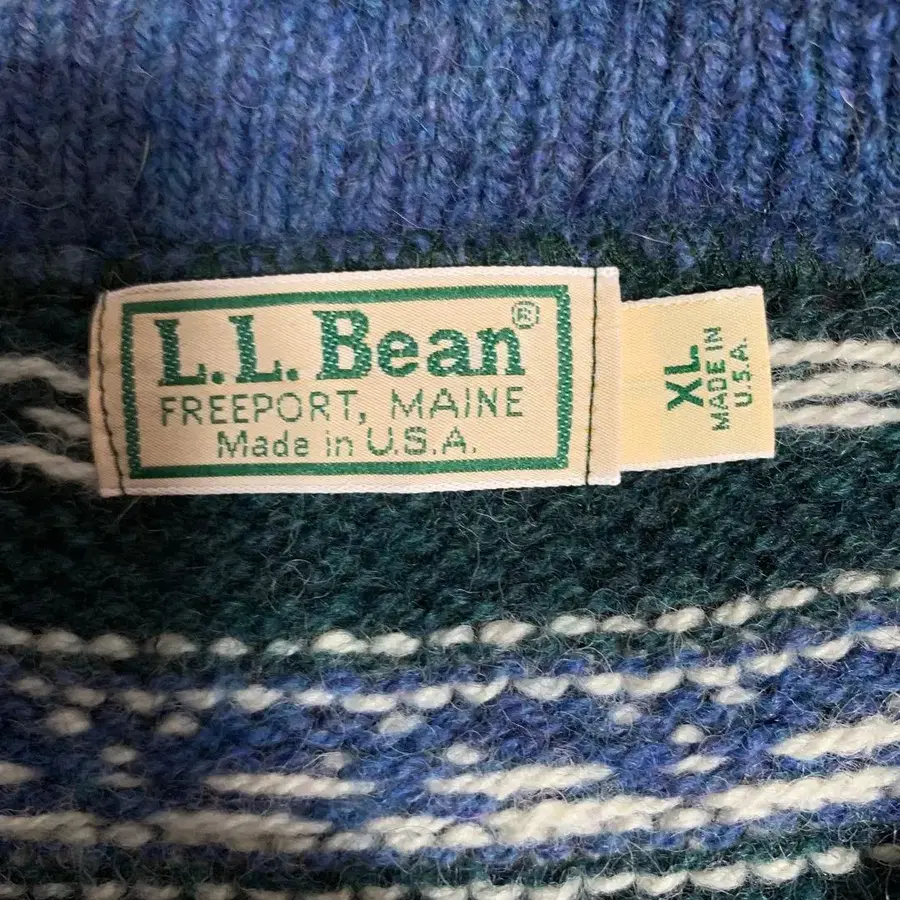 L.L.Bean®
FREEPORT, MAINE
Made in U.S.A.
XL
MADE IN
U.S.A.